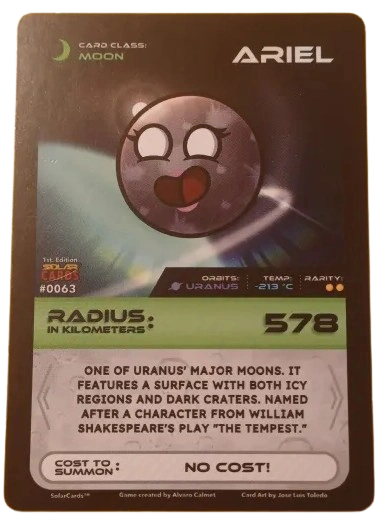 CARD CLASS:
MOON
ARIEL
1st. Edition
SOLAR
CARDS
#0063
ORBITS:
URANUS
TEMP:
-213 °C
RARITY:
RADIUS:
IN KILOMETERS
578
ONE OF URANUS' MAJOR MOONS. IT
FEATURES A SURFACE WITH BOTH ICY
REGIONS AND DARK CRATERS. NAMED
AFTER A CHARACTER FROM WILLIAM
SHAKESPEARE'S PLAY "THE TEMPEST."
COST TO
SUMMON:
NO COST!
SolarCards™ Game created by Alvaro Calmet Card Art by Jose Luis Toledo